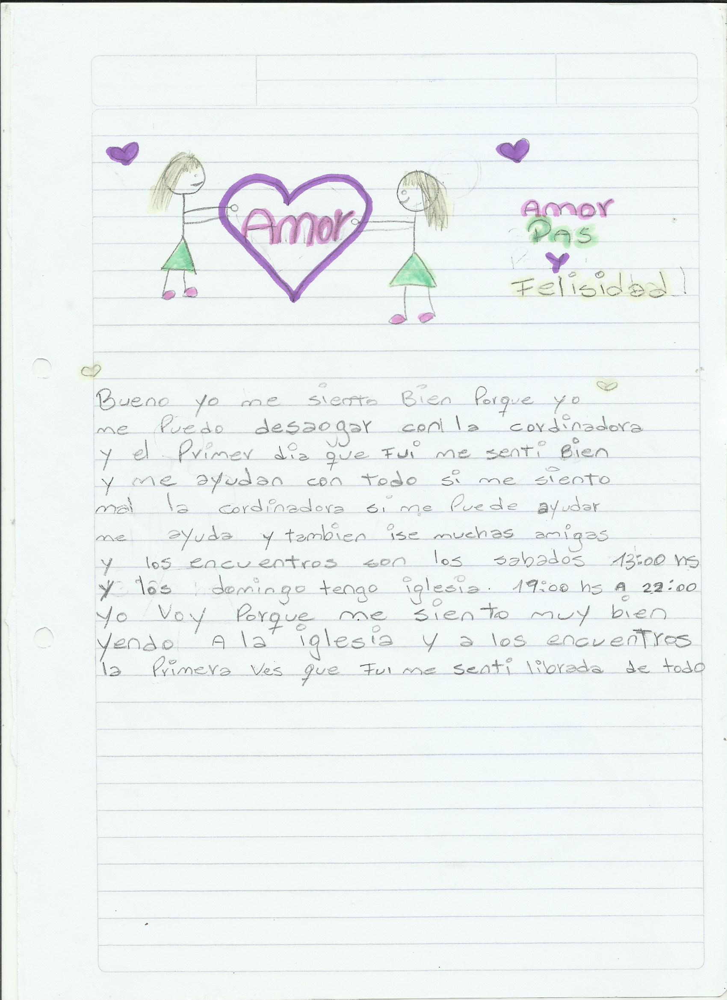 Amor
Amor
Pas
Y
Felisidad!
Bueno yo me siento Bien Porque yo
me Puedo desaogar con la cordinadora
y el Primer dia que Fui me senti Bien
y me ayudan con todo si me siento
mal la cordinadora si me Puede ayudar
me ayuda y tambien ise muchas amigas
y los encuentros son los sabados 13:00 hs
y los domingo tengo iglesia. 19:00 hs A 22:00
yo Voy Porque me siento muy bien
yendo A la iglesia y a los encuentros
la Primera Ves que Fui me senti librada de todo